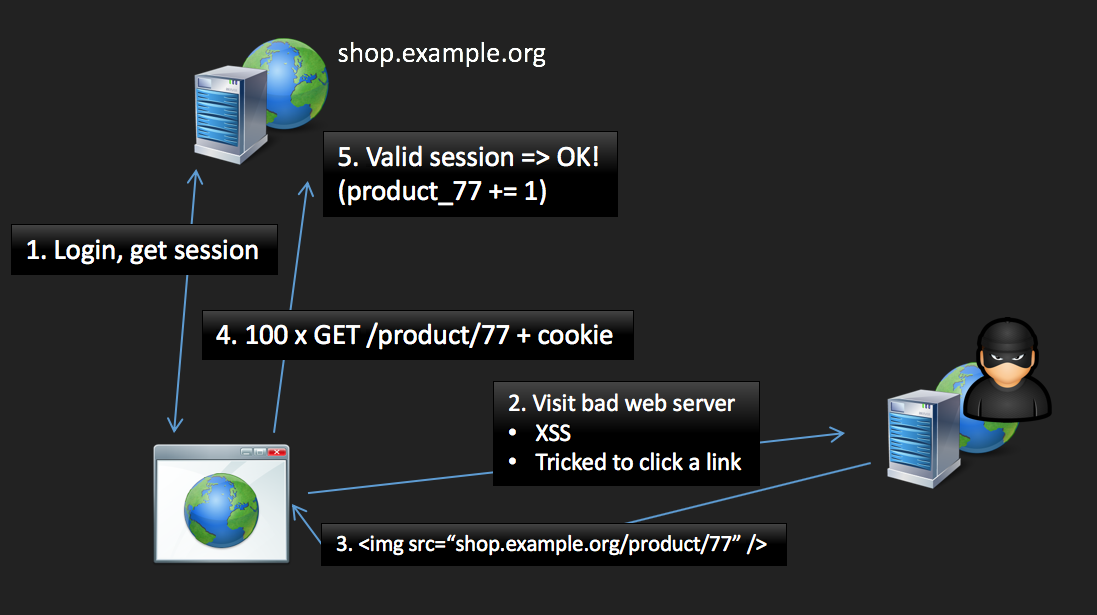 shop.example.org
5. Valid session => OK!
(product_77 += 1)
1. Login, get session
4. 100 x GET /product/77 + cookie
2. Visit bad web server
• XSS
• Tricked to click a link
3. <img src=“shop.example.org/product/77” />